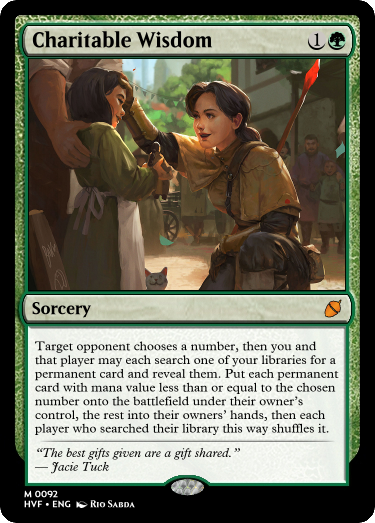 Charitable Wisdom 1
Sorcery
Target opponent chooses a number, then you and
that player may each search one of your libraries for a
permanent card and reveal them. Put each permanent
card with mana value less than or equal to the chosen
number onto the battlefield under their owner’s
control, the rest into their owners’ hands, then each
player who searched their library this way shuffles it.
“The best gifts given are a gift shared.”
— Jacie Tuck
M 0092
HVF • ENG Rio Sabda